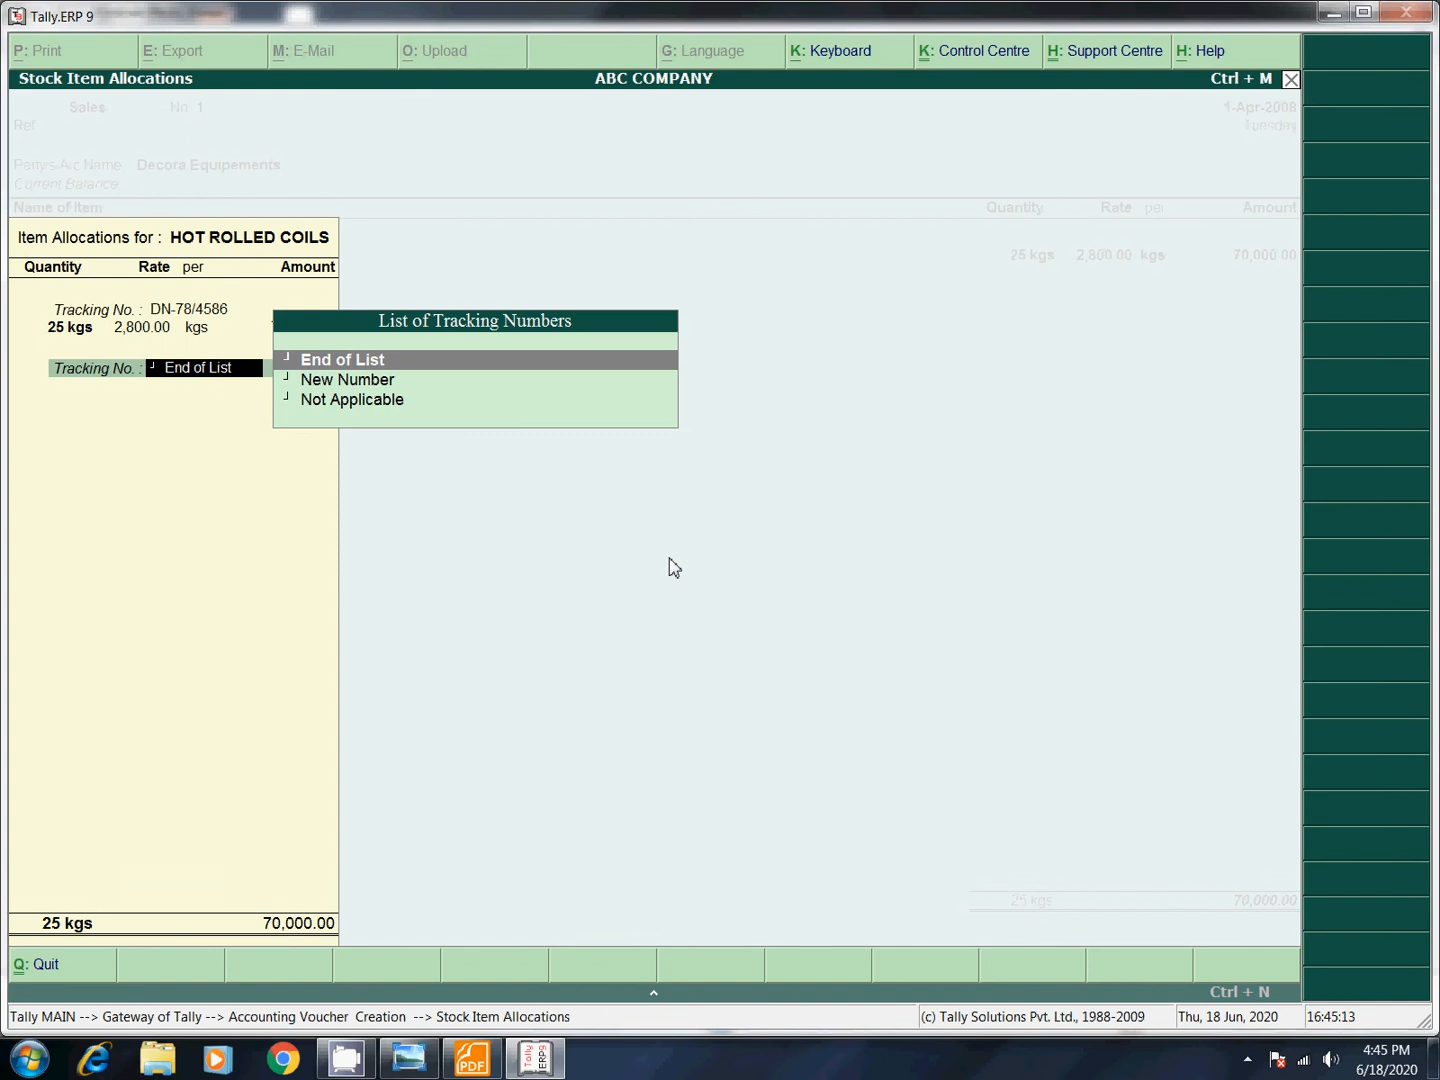 Tally.ERP 9
P: Print E: Export M: E-Mail O: Upload G: Language K: Keyboard K: Control Centre H: Support Centre H: Help
Stock Item Allocations ABC COMPANY Ctrl + M
Sales No. 1 1-Apr-2008
Ref. Tuesday
Party's A/c Name Decora Equipements
Current Balance
Name of Item Quantity Rate per Amount
Item Allocations for : HOT ROLLED COILS
25 kgs 2,800.00 kgs 70,000.00
Quantity Rate per Amount
Tracking No. : DN-78/4586
25 kgs 2,800.00 kgs
Tracking No. : End of List
List of Tracking Numbers
End of List
New Number
Not Applicable
25 kgs 70,000.00
25 kgs 70,000.00
Q: Quit
Ctrl + N
Tally MAIN --> Gateway of Tally --> Accounting Voucher Creation --> Stock Item Allocations (c) Tally Solutions Pvt. Ltd., 1988-2009 Thu, 18 Jun, 2020 16:45:13
PDF
Tally ERP9
4:45 PM
6/18/2020